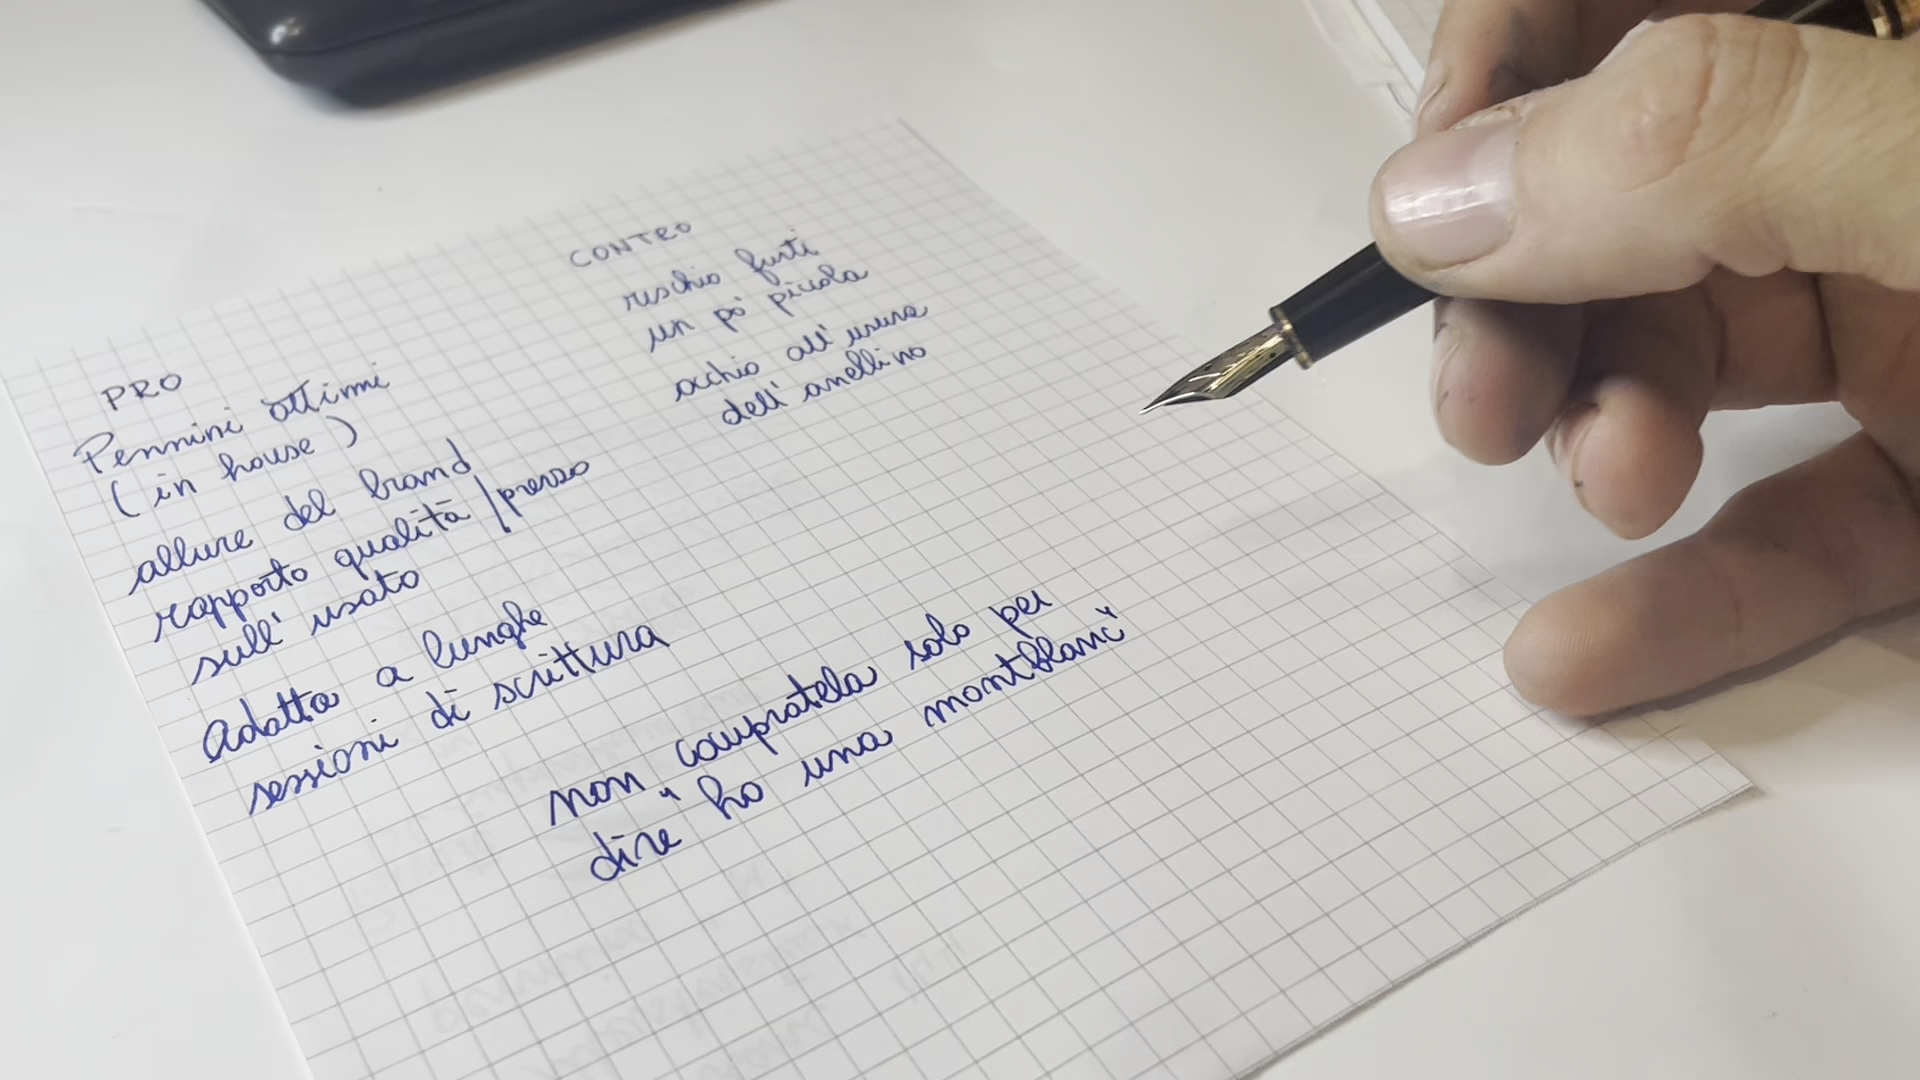 PRO
Pennini ottimi
(in house)
allure del brand
rapporto qualità/prezzo
sull'usato
Adatta a lunghe
sessioni di scrittura
CONTRO
rischio furti
un pò piccola
occhio all'usura
dell'anellino
non compratela solo per
dire "ho una montblanc"